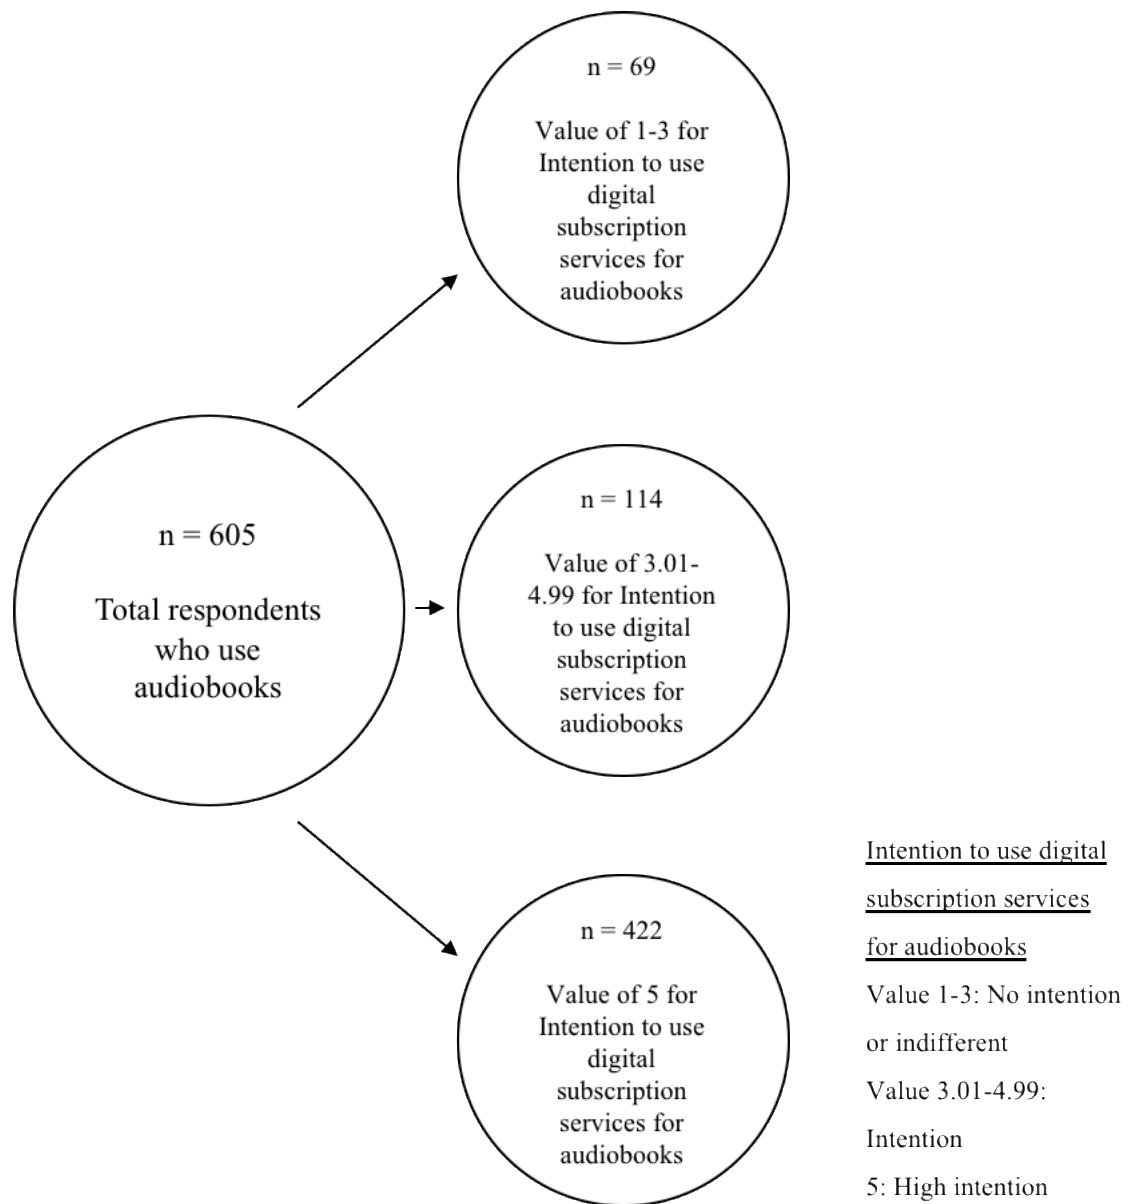 n = 69
Value of 1-3 for
Intention to use
digital
subscription
services for
audiobooks
n = 605
Total respondents
who use
audiobooks
n = 114
Value of 3.01-
4.99 for Intention
to use digital
subscription
services for
audiobooks
n = 422
Value of 5 for
Intention to use
digital
subscription
services for
audiobooks
Intention to use digital
subscription services
for audiobooks
Value 1-3: No intention
or indifferent
Value 3.01-4.99:
Intention
5: High intention